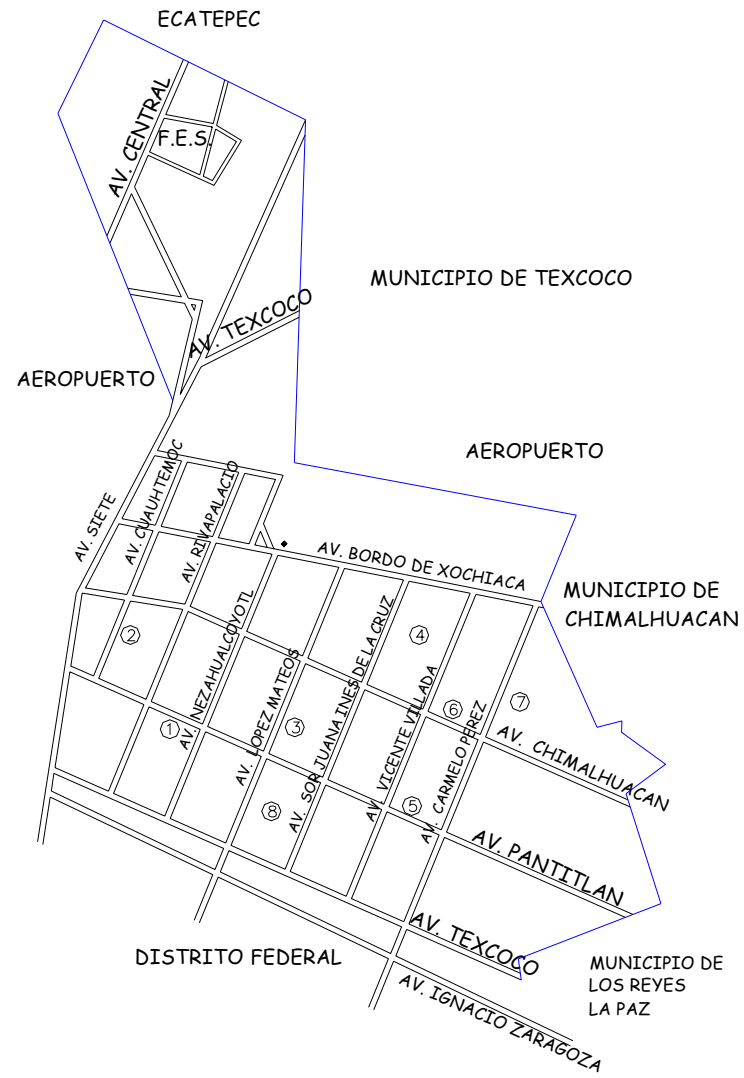 ECATEPEC
AV. CENTRAL
F.E.S.
MUNICIPIO DE TEXCOCO
AV. TEXCOCO
AEROPUERTO
AEROPUERTO
AV. SIETE
AV. CUAUHTEMOC
AV. RIVAPALACIO
AV. BORDO DE XOCHIACA
MUNICIPIO DE
CHIMALHUACAN
AV. NEZAHUALCOYOTL
AV. LOPEZ MATEOS
AV. SOR JUANA INES DE LA CRUZ
AV. VICENTE VILLADA
AV. CARMELO PEREZ
2
4
1
3
6
7
8
5
AV. CHIMALHUACAN
AV. PANTITLAN
AV. TEXCOCO
DISTRITO FEDERAL
MUNICIPIO DE
LOS REYES
LA PAZ
AV. IGNACIO ZARAGOZA